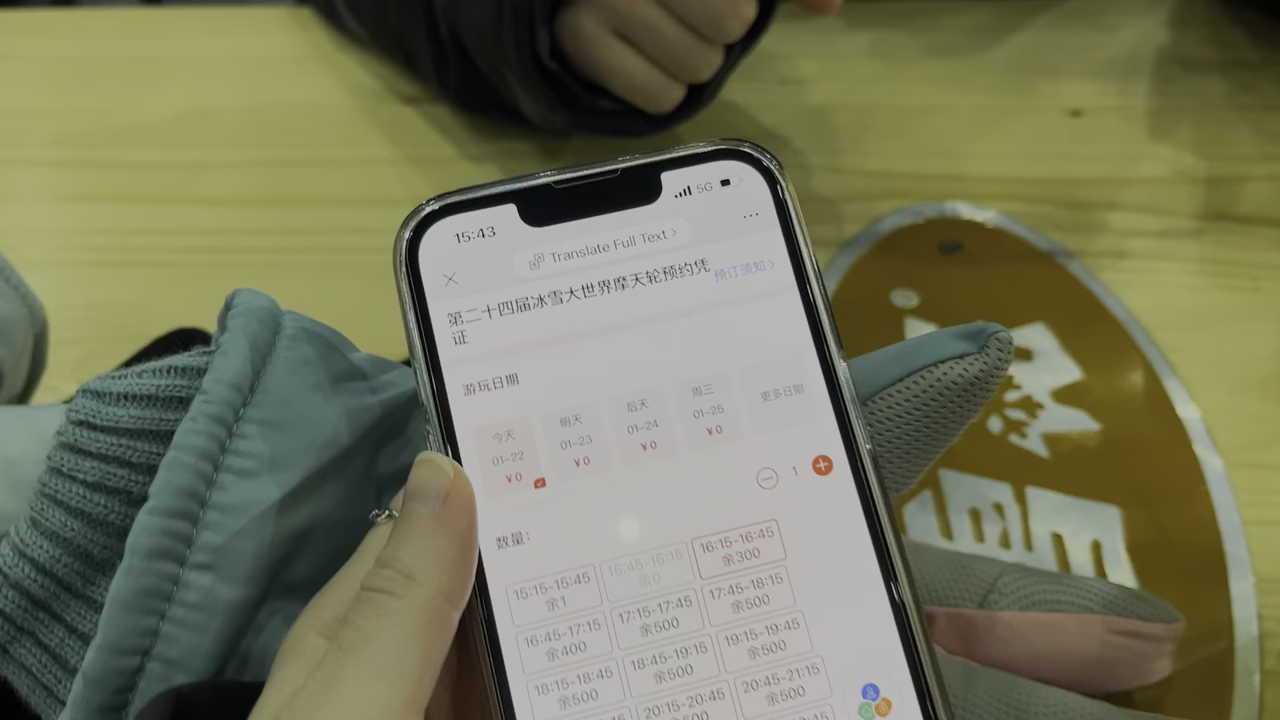 15:43
5G
Translate Full Text >
第二十四届冰雪大世界摩天轮预约凭
证
预订须知 >
游玩日期
今天
01-22
¥0
明天
01-23
¥0
后天
01-24
¥0
周三
01-25
¥0
更多日期
1
数量:
15:15-15:45
余1
15:45-16:15
余0
16:15-16:45
余300
16:45-17:15
余400
17:15-17:45
余500
17:45-18:15
余500
18:15-18:45
余500
18:45-19:15
余500
19:15-19:45
余500
20:15-20:45
20:45-21:15
余500